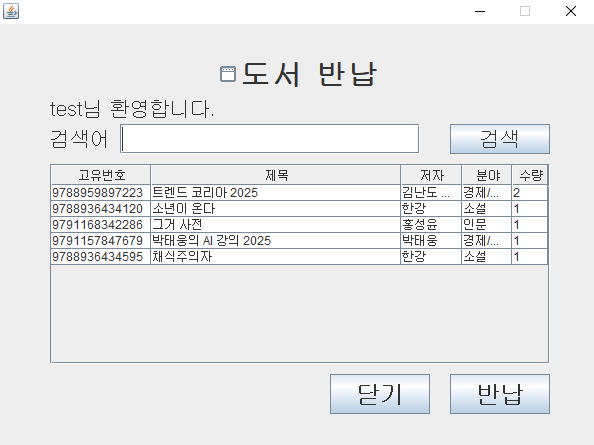 도서 반납
test님 환영합니다.
검색어 검색
고유번호 제목 저자 분야 수량
9788959897223 트렌드 코리아 2025 김난도 ... 경제/... 2
9788936434120 소년이 온다 한강 소설 1
9791168342286 그거 사전 홍성윤 인문 1
9791157847679 박태웅의 AI 강의 2025 박태웅 경제/... 1
9788936434595 채식주의자 한강 소설 1
닫기 반납